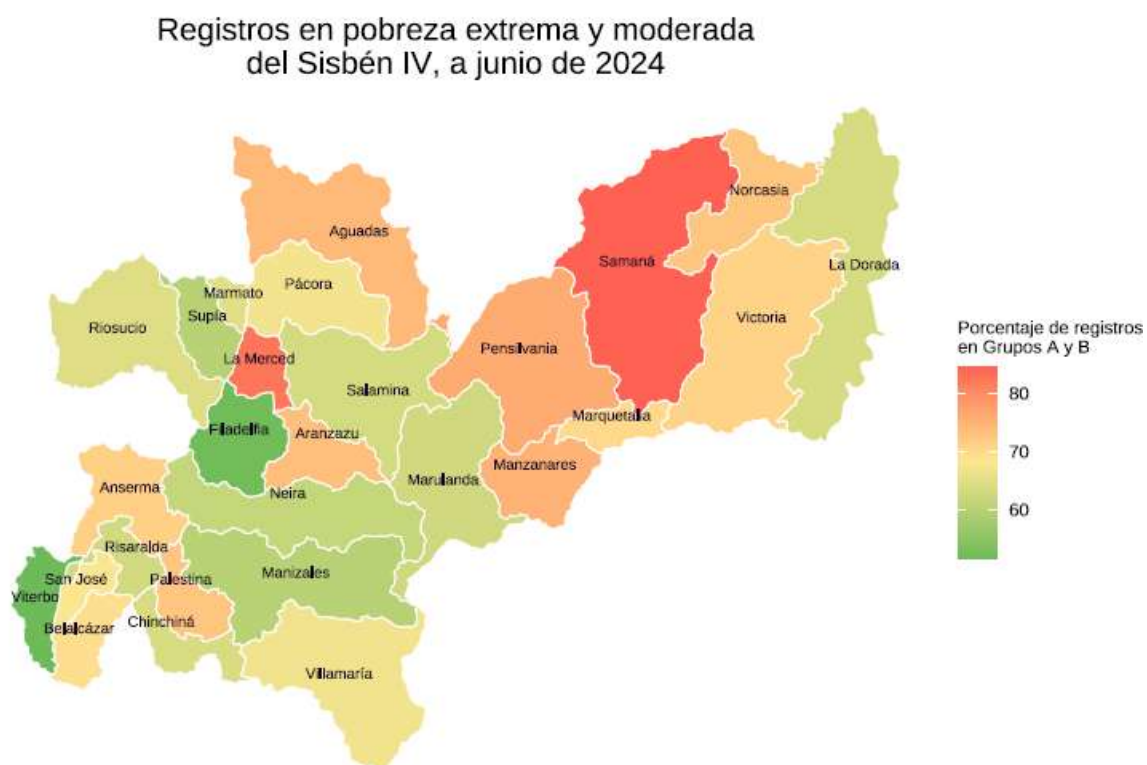 Registros en pobreza extrema y moderada
del Sisbén IV, a junio de 2024
Norcasia
Aguadas
Samaná
La Dorada
Pácora
Marmato
Supía
Riosucio
Victoria
Pensilvania
La Merced
Salamina
Marquetalia
Filadelfia
Aranzazu
Manzanares
Marulanda
Anserma
Neira
Risaralda
San José
Palestina
Manizales
Viterbo
Belalcázar
Chinchiná
Villamaría
Porcentaje de registros
en Grupos A y B
80
70
60